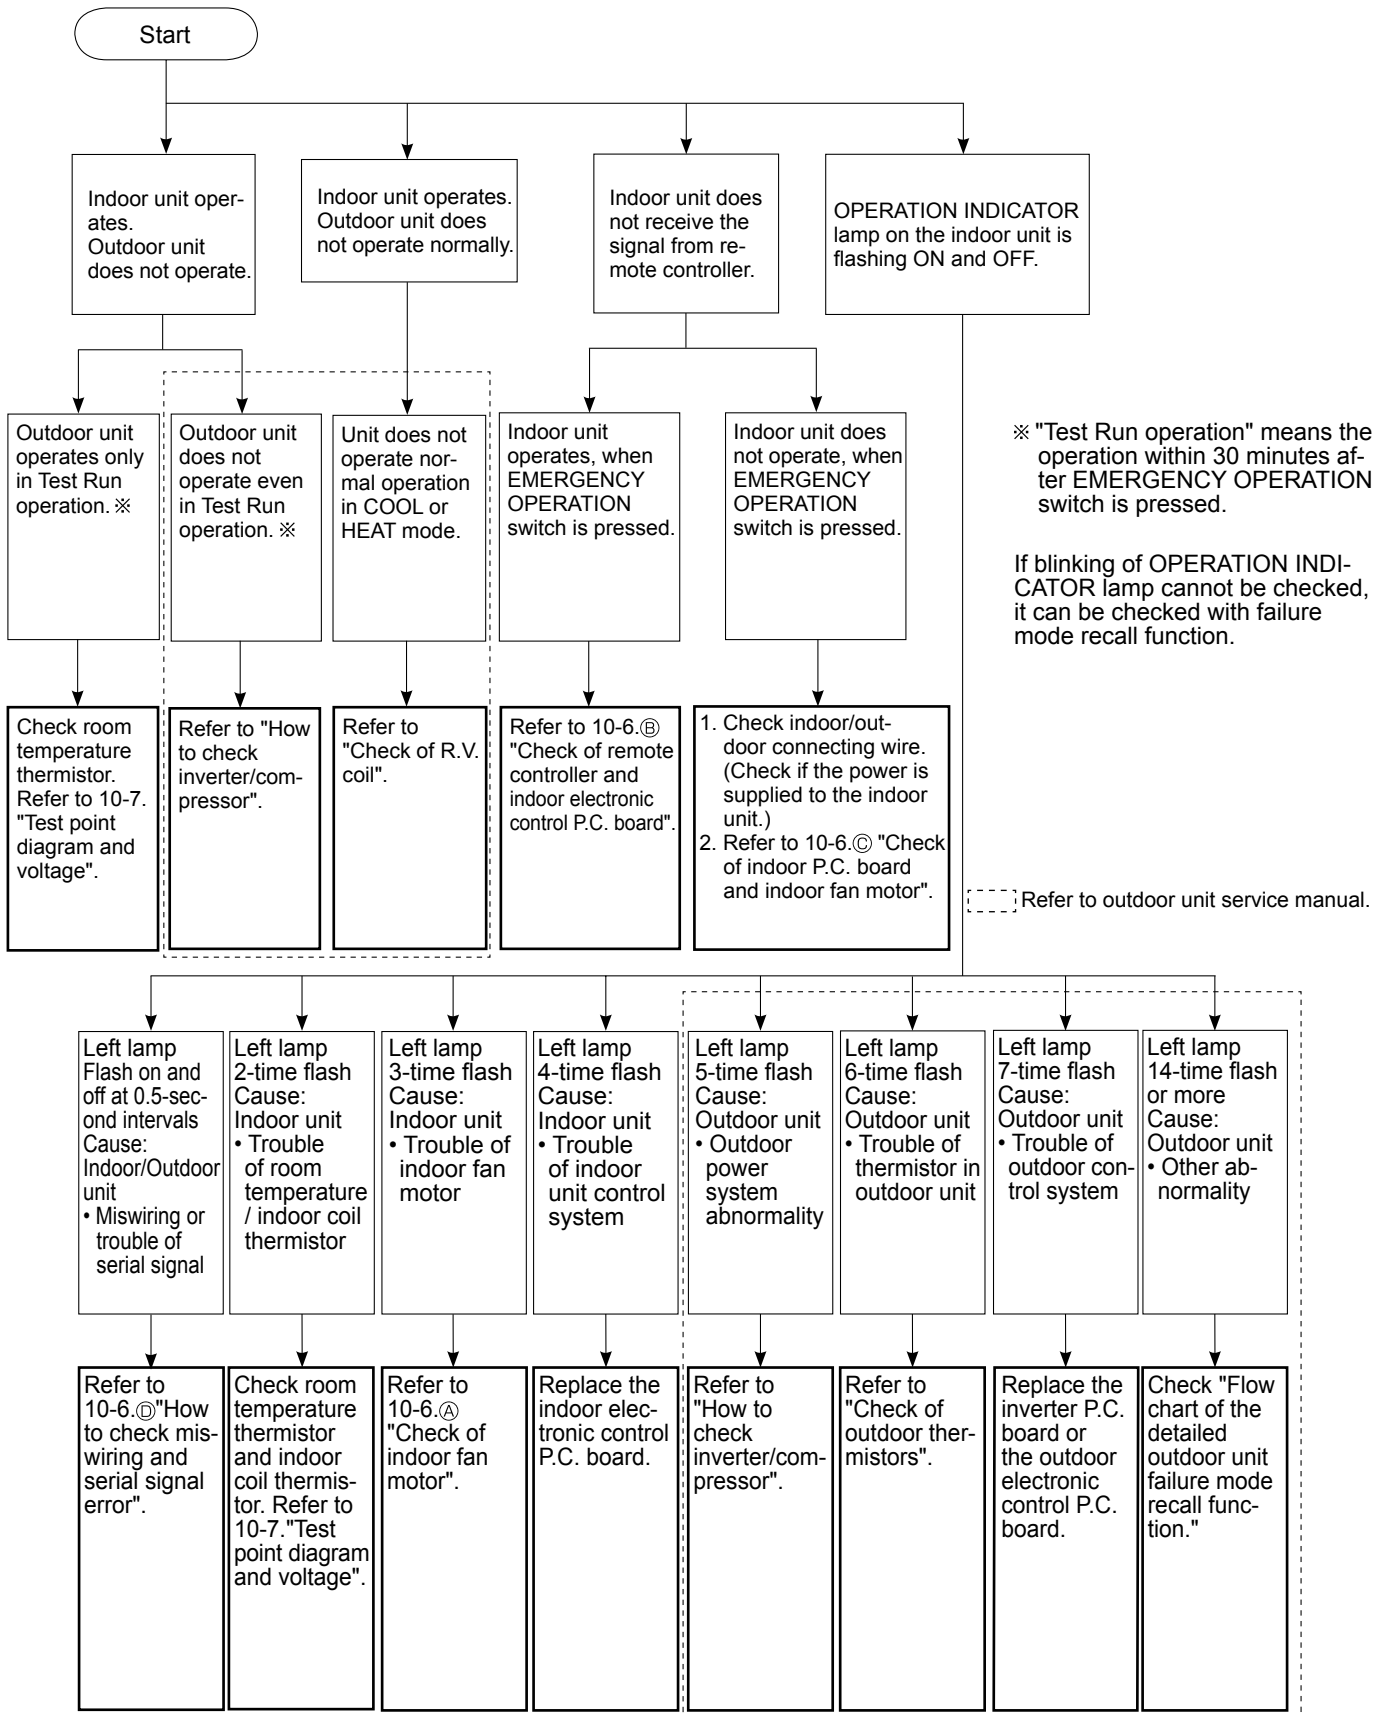 Start
Indoor unit oper-
ates.
Outdoor unit
does not operate.
Indoor unit operates.
Outdoor unit does
not operate normally.
Indoor unit does
not receive the
signal from re-
mote controller.
OPERATION INDICATOR
lamp on the indoor unit is
flashing ON and OFF.
Outdoor unit
operates only
in Test Run
operation. ※
Outdoor unit
does not
operate even
in Test Run
operation. ※
Unit does not
operate nor-
mal operation
in COOL or
HEAT mode.
Indoor unit
operates, when
EMERGENCY
OPERATION
switch is pressed.
Indoor unit does
not operate, when
EMERGENCY
OPERATION
switch is pressed.
※ "Test Run operation" means the
operation within 30 minutes af-
ter EMERGENCY OPERATION
switch is pressed.
If blinking of OPERATION INDI-
CATOR lamp cannot be checked,
it can be checked with failure
mode recall function.
Check room
temperature
thermistor.
Refer to 10-7.
"Test point
diagram and
voltage".
Refer to "How
to check
inverter/com-
pressor".
Refer to
"Check of R.V.
coil".
Refer to 10-6.Ⓑ
"Check of remote
controller and
indoor electronic
control P.C. board".
1. Check indoor/out-
door connecting wire.
(Check if the power is
supplied to the indoor
unit.)
2. Refer to 10-6.Ⓒ "Check
of indoor P.C. board
and indoor fan motor".
Refer to outdoor unit service manual.
Left lamp
Flash on and
off at 0.5-sec-
ond intervals
Cause:
Indoor/Outdoor
unit
• Miswiring or
trouble of
serial signal
Left lamp
2-time flash
Cause:
Indoor unit
• Trouble
of room
temperature
/ indoor coil
thermistor
Left lamp
3-time flash
Cause:
Indoor unit
• Trouble of
indoor fan
motor
Left lamp
4-time flash
Cause:
Indoor unit
• Trouble
of indoor
unit control
system
Left lamp
5-time flash
Cause:
Outdoor unit
• Outdoor
power
system
abnormality
Left lamp
6-time flash
Cause:
Outdoor unit
• Trouble of
thermistor in
outdoor unit
Left lamp
7-time flash
Cause:
Outdoor unit
• Trouble of
outdoor con-
trol system
Left lamp
14-time flash
or more
Cause:
Outdoor unit
• Other ab-
normality
Refer to
10-6.Ⓓ"How
to check mis-
wiring and
serial signal
error".
Check room
temperature
thermistor
and indoor
coil thermis-
tor. Refer to
10-7."Test
point diagram
and voltage".
Refer to
10-6.Ⓐ
"Check of
indoor fan
motor".
Replace the
indoor elec-
tronic control
P.C. board.
Refer to
"How to
check
inverter/com-
pressor".
Refer to
"Check of
outdoor ther-
mistors".
Replace the
inverter P.C.
board or
the outdoor
electronic
control P.C.
board.
Check "Flow
chart of the
detailed
outdoor unit
failure mode
recall func-
tion."